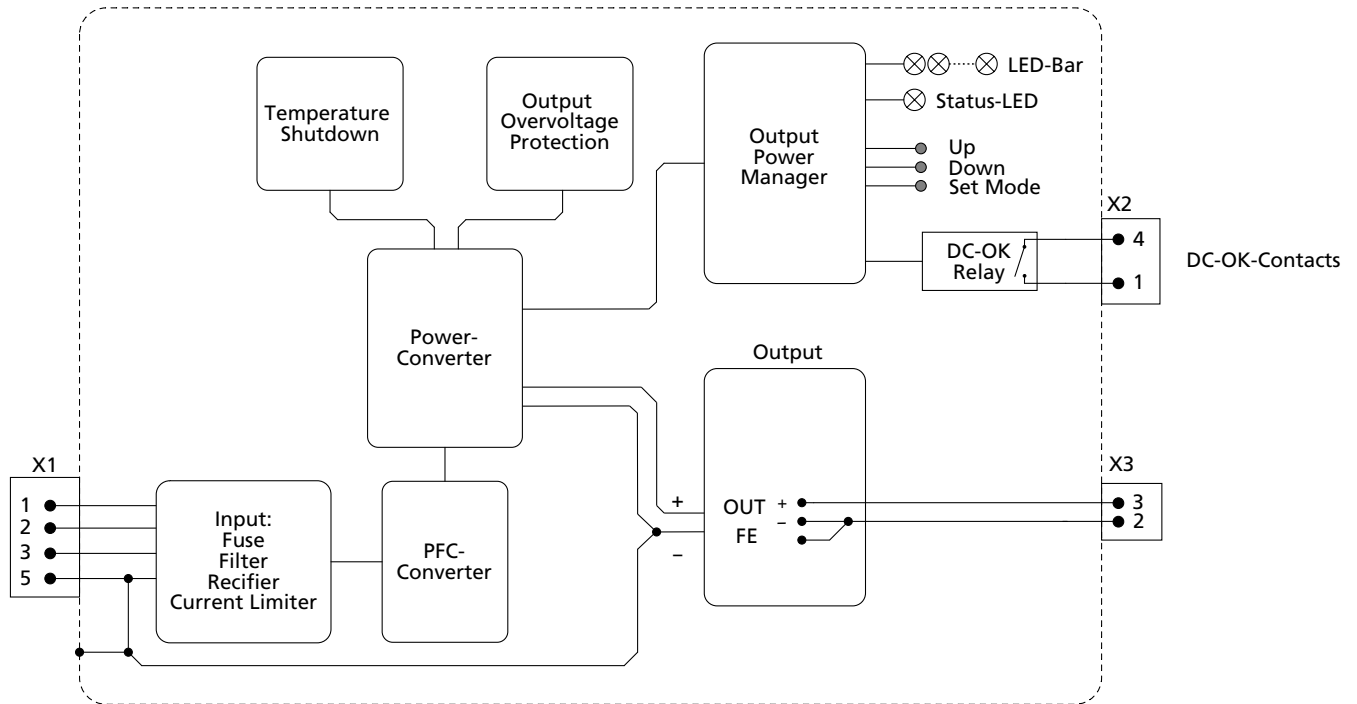 LED-Bar
Status-LED
Temperature
Shutdown
Output
Overvoltage
Protection
Output
Power
Manager
Up
Down
Set Mode
X2
4
1
DC-OK
Relay
DC-OK-Contacts
Power-
Converter
Output
X1
1
2
3
5
Input:
Fuse
Filter
Recifier
Current Limiter
PFC-
Converter
+
–
OUT + –
FE
X3
3
2